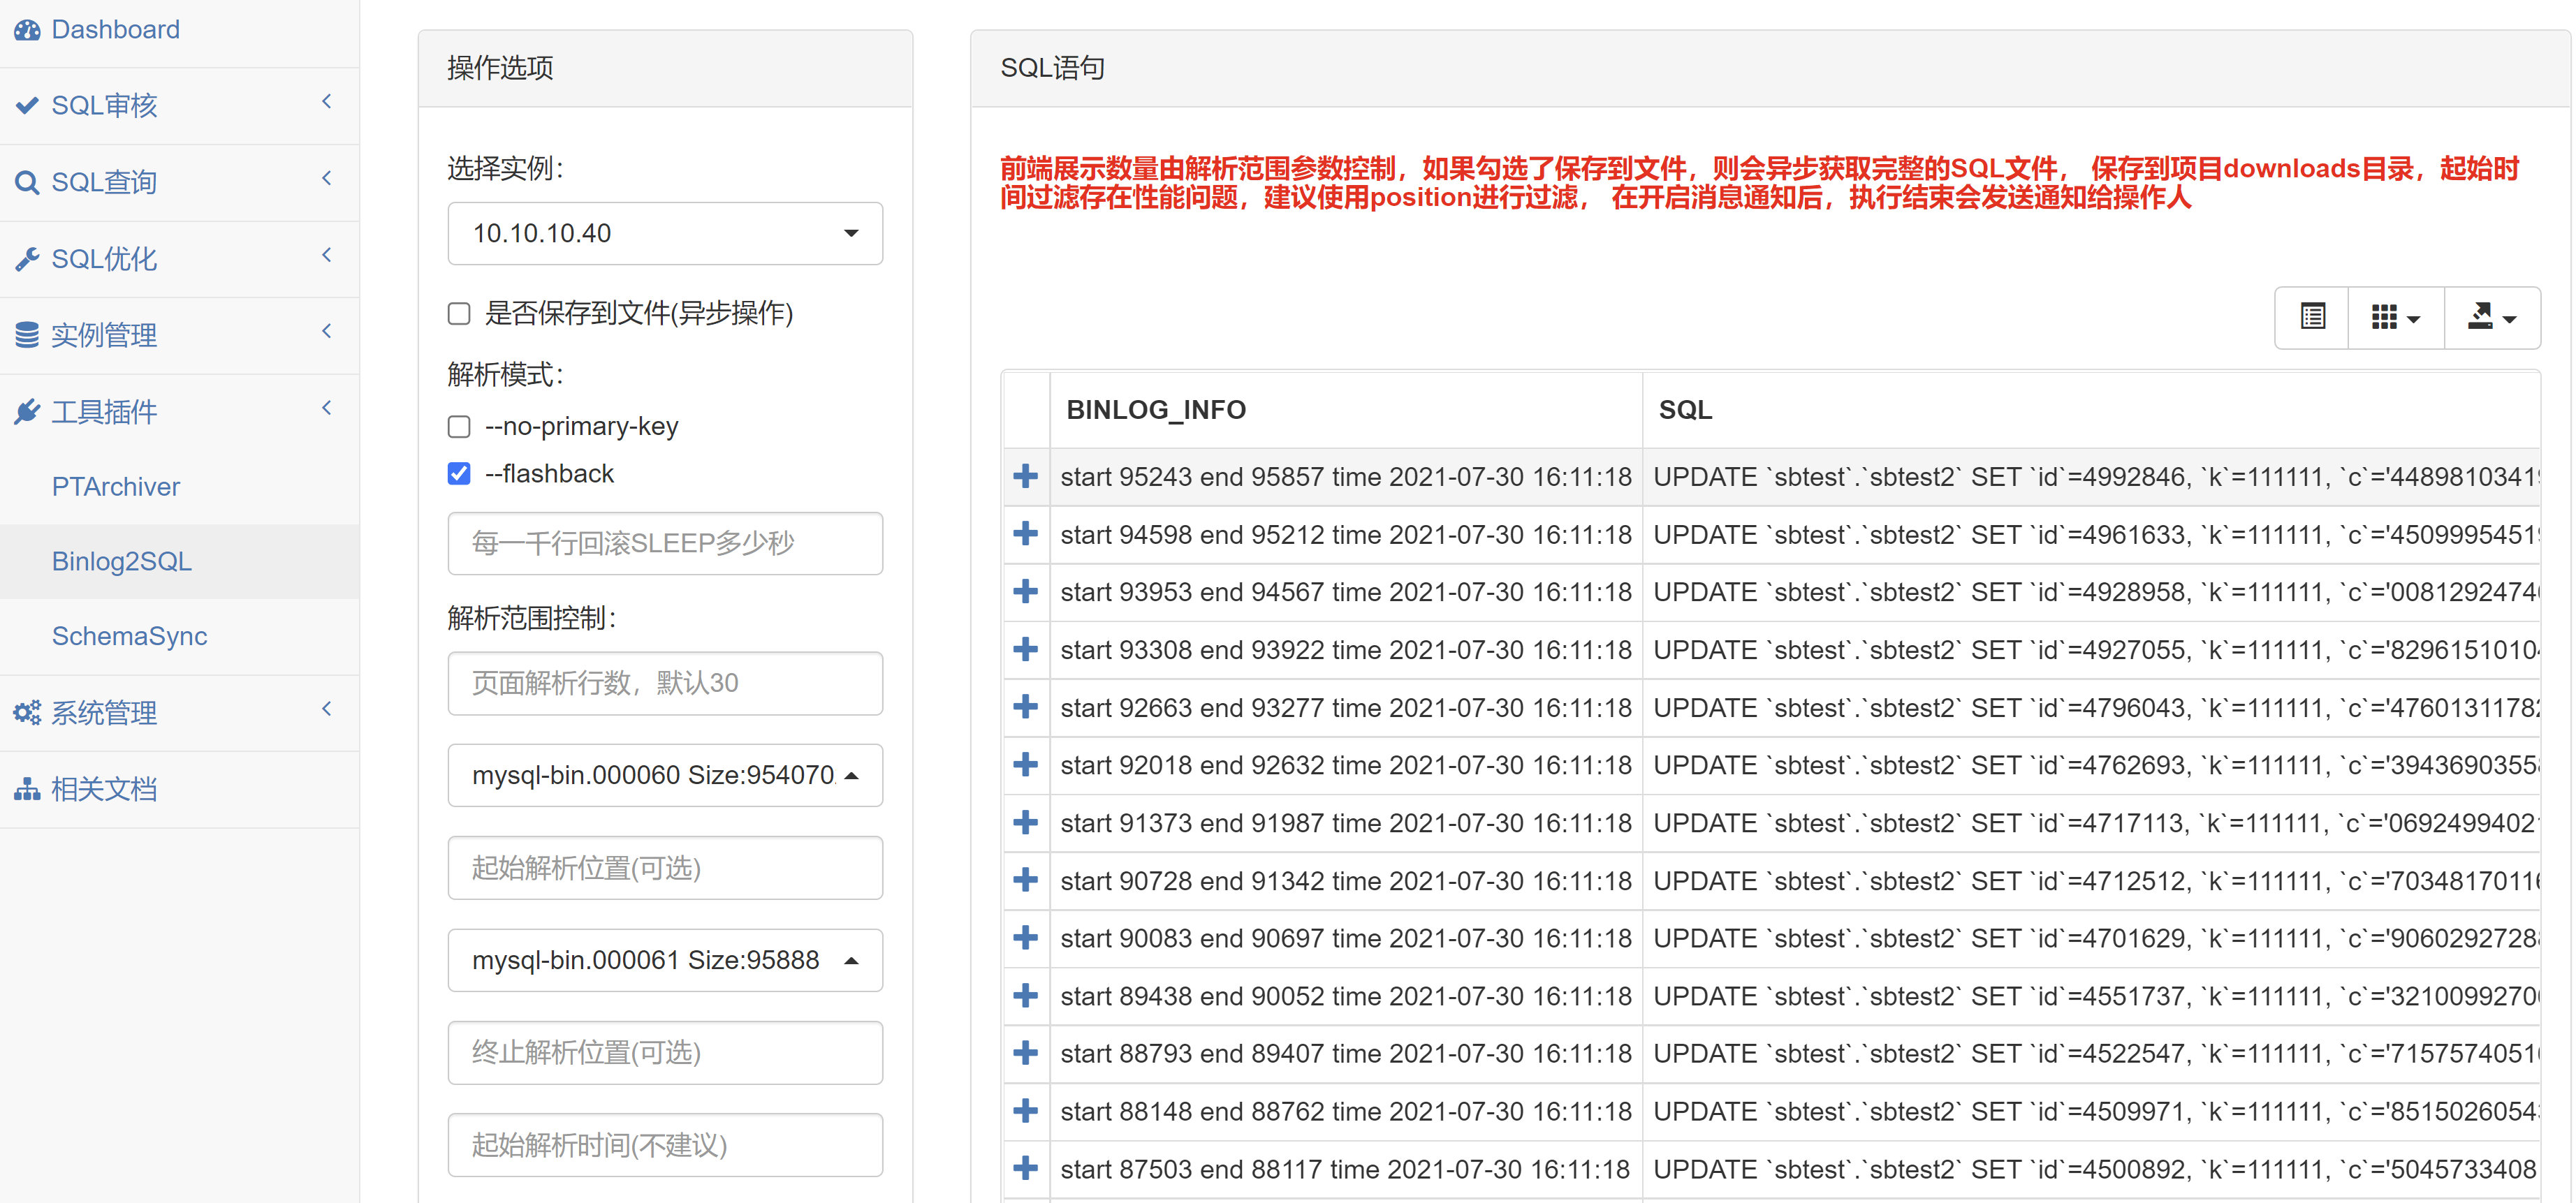 Dashboard
SQL审核
SQL查询
SQL优化
实例管理
工具插件
PTArchiver
Binlog2SQL
SchemaSync
系统管理
相关文档
操作选项
选择实例：
10.10.10.40
是否保存到文件(异步操作)
解析模式：
--no-primary-key
--flashback
每一千行回滚SLEEP多少秒
解析范围控制：
页面解析行数，默认30
mysql-bin.000060 Size:954070
起始解析位置(可选)
mysql-bin.000061 Size:95888
终止解析位置(可选)
起始解析时间(不建议)
SQL语句
前端展示数量由解析范围参数控制，如果勾选了保存到文件，则会异步获取完整的SQL文件， 保存到项目downloads目录，起始时
间过滤存在性能问题，建议使用position进行过滤， 在开启消息通知后，执行结束会发送通知给操作人
BINLOG_INFO SQL
start 95243 end 95857 time 2021-07-30 16:11:18 UPDATE `sbtest`.`sbtest2` SET `id`=4992846, `k`=111111, `c`='44898103419
start 94598 end 95212 time 2021-07-30 16:11:18 UPDATE `sbtest`.`sbtest2` SET `id`=4961633, `k`=111111, `c`='45099954519
start 93953 end 94567 time 2021-07-30 16:11:18 UPDATE `sbtest`.`sbtest2` SET `id`=4928958, `k`=111111, `c`='0081292474
start 93308 end 93922 time 2021-07-30 16:11:18 UPDATE `sbtest`.`sbtest2` SET `id`=4927055, `k`=111111, `c`='8296151010
start 92663 end 93277 time 2021-07-30 16:11:18 UPDATE `sbtest`.`sbtest2` SET `id`=4796043, `k`=111111, `c`='47601311782
start 92018 end 92632 time 2021-07-30 16:11:18 UPDATE `sbtest`.`sbtest2` SET `id`=4762693, `k`=111111, `c`='3943690355
start 91373 end 91987 time 2021-07-30 16:11:18 UPDATE `sbtest`.`sbtest2` SET `id`=4717113, `k`=111111, `c`='0692499402
start 90728 end 91342 time 2021-07-30 16:11:18 UPDATE `sbtest`.`sbtest2` SET `id`=4712512, `k`=111111, `c`='7034817011
start 90083 end 90697 time 2021-07-30 16:11:18 UPDATE `sbtest`.`sbtest2` SET `id`=4701629, `k`=111111, `c`='9060292728
start 89438 end 90052 time 2021-07-30 16:11:18 UPDATE `sbtest`.`sbtest2` SET `id`=4551737, `k`=111111, `c`='3210099270
start 88793 end 89407 time 2021-07-30 16:11:18 UPDATE `sbtest`.`sbtest2` SET `id`=4522547, `k`=111111, `c`='7157574051
start 88148 end 88762 time 2021-07-30 16:11:18 UPDATE `sbtest`.`sbtest2` SET `id`=4509971, `k`=111111, `c`='8515026054
start 87503 end 88117 time 2021-07-30 16:11:18 UPDATE `sbtest`.`sbtest2` SET `id`=4500892, `k`=111111, `c`='5045733408